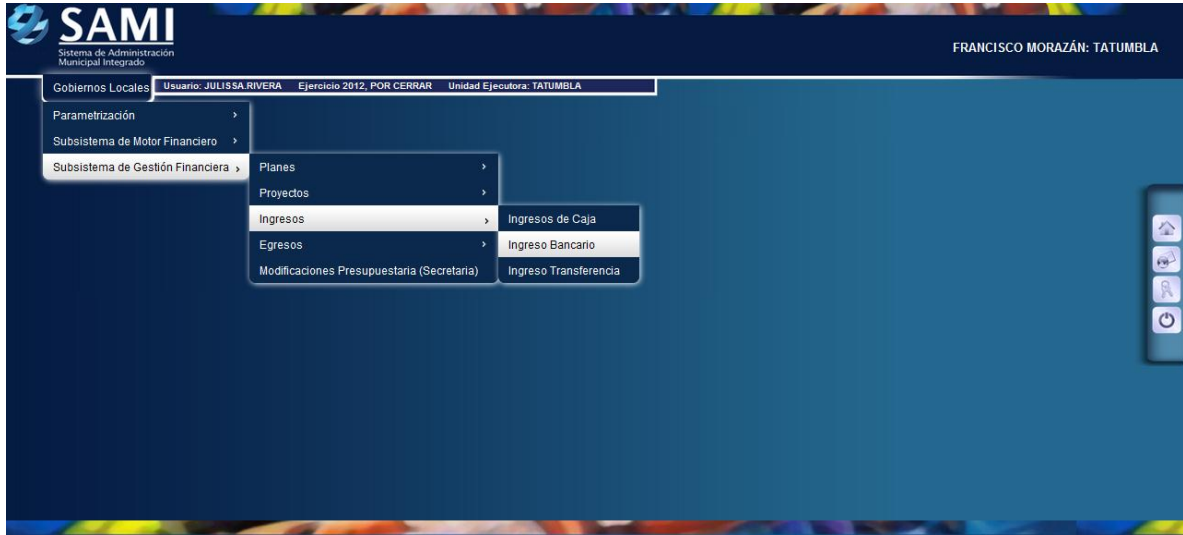 SAMI
Sistema de Administración
Municipal Integrado
FRANCISCO MORAZÁN: TATUMBLA
Gobiernos Locales
Usuario: JULISSA.RIVERA Ejercicio 2012, POR CERRAR Unidad Ejecutora: TATUMBLA
Parametrización
Subsistema de Motor Financiero
Subsistema de Gestión Financiera
Planes
Proyectos
Ingresos
Egresos
Modificaciones Presupuestaria (Secretaria)
Ingresos de Caja
Ingreso Bancario
Ingreso Transferencia